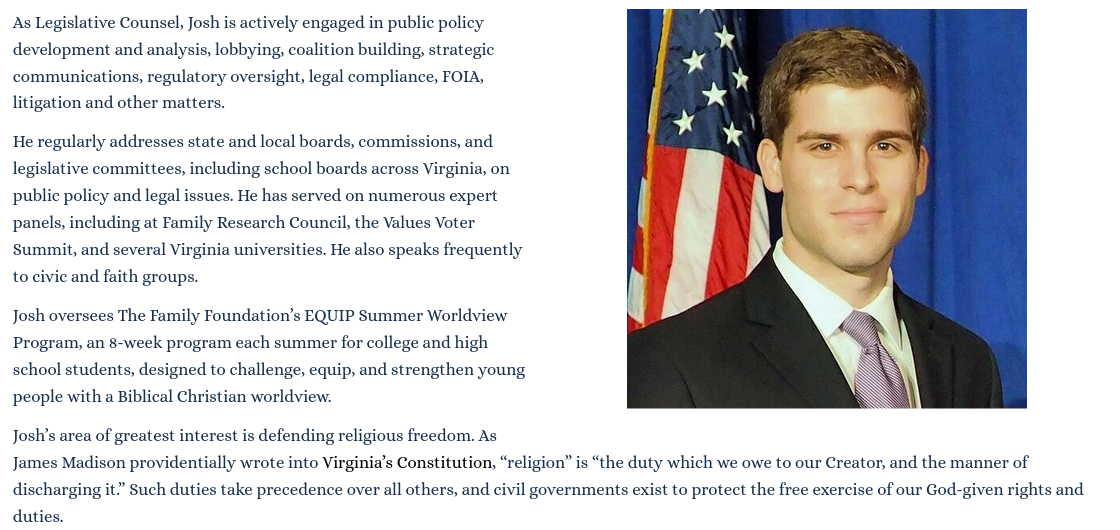 As Legislative Counsel, Josh is actively engaged in public policy
development and analysis, lobbying, coalition building, strategic
communications, regulatory oversight, legal compliance, FOIA,
litigation and other matters.
He regularly addresses state and local boards, commissions, and
legislative committees, including school boards across Virginia, on
public policy and legal issues. He has served on numerous expert
panels, including at Family Research Council, the Values Voter
Summit, and several Virginia universities. He also speaks frequently
to civic and faith groups.
Josh oversees The Family Foundation’s EQUIP Summer Worldview
Program, an 8-week program each summer for college and high
school students, designed to challenge, equip, and strengthen young
people with a Biblical Christian worldview.
Josh’s area of greatest interest is defending religious freedom. As
James Madison providentially wrote into Virginia’s Constitution, “religion” is “the duty which we owe to our Creator, and the manner of
discharging it.” Such duties take precedence over all others, and civil governments exist to protect the free exercise of our God-given rights and
duties.